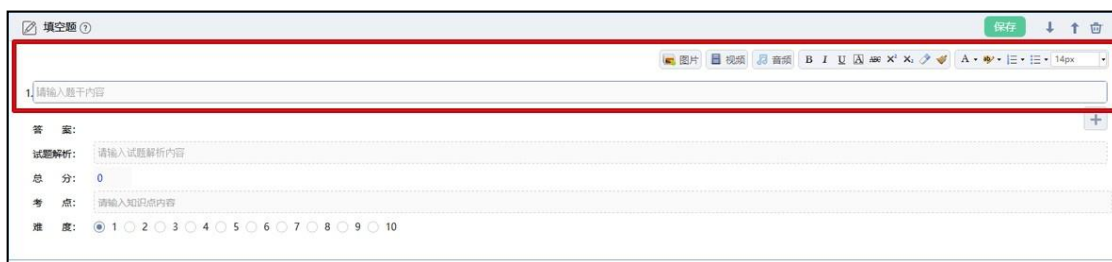 填空题 ? 保存
图片 视频 音频 B I U A ABC X² X₂ A 14px
1. 请输入题干内容
答 案:
试题解析: 请输入试题解析内容
总 分: 0
考 点: 请输入知识点内容
难 度: 1 2 3 4 5 6 7 8 9 10